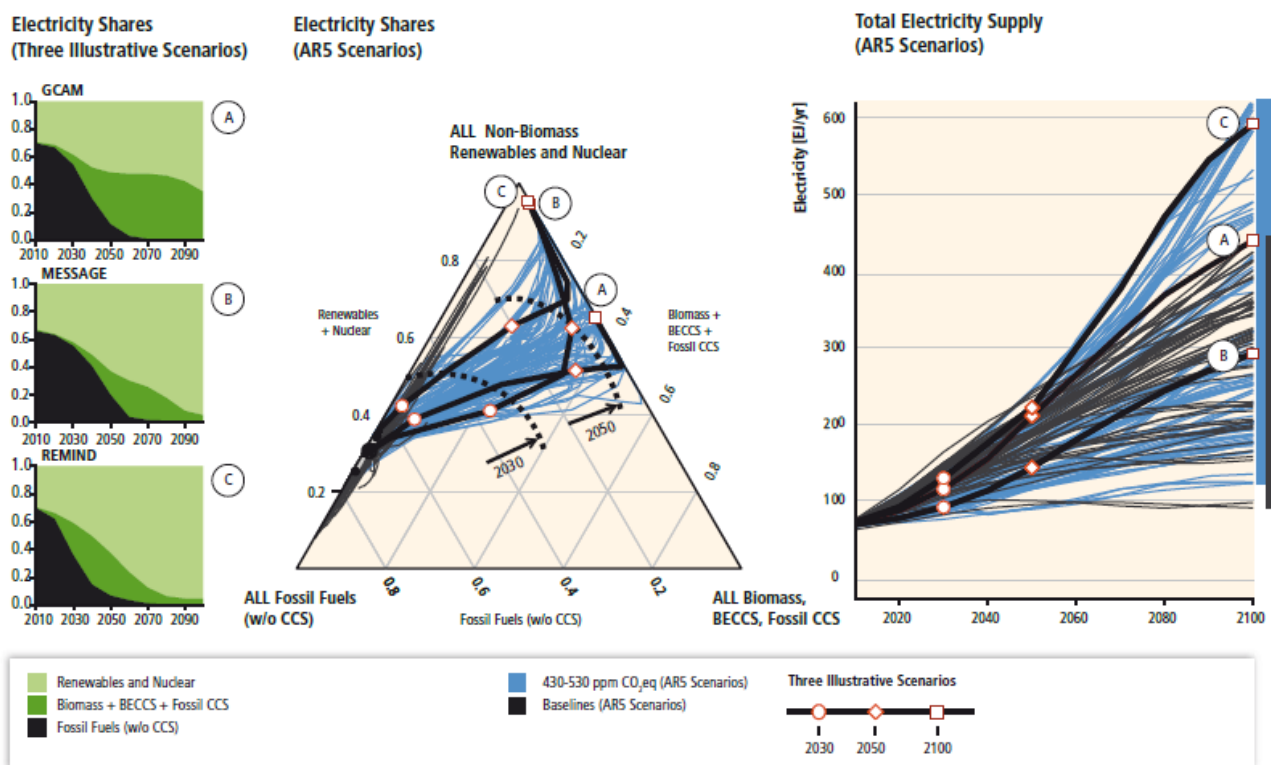 Electricity Shares
(Three Illustrative Scenarios)
Electricity Shares
(AR5 Scenarios)
Total Electricity Supply
(AR5 Scenarios)
GCAM
A
1.0
0.8
0.6
0.4
0.2
0.0
2010 2030 2050 2070 2090
MESSAGE
B
1.0
0.8
0.6
0.4
0.2
0.0
2010 2030 2050 2070 2090
REMIND
C
1.0
0.8
0.6
0.4
0.2
0.0
2010 2030 2050 2070 2090
ALL Non-Biomass
Renewables and Nuclear
C
B
A
0.8
0.6
0.4
0.2
Renewables
+ Nuclear
0.2
0.4
0.6
0.8
Biomass +
BECCS +
Fossil CCS
2030
2050
0.8
0.6
0.4
0.2
ALL Fossil Fuels
(w/o CCS)
Fossil Fuels (w/o CCS)
ALL Biomass,
BECCS, Fossil CCS
Electricity [EJ/yr]
600
500
400
300
200
100
0
C
A
B
2020 2040 2060 2080 2100
Renewables and Nuclear
Biomass + BECCS + Fossil CCS
Fossil Fuels (w/o CCS)
430-530 ppm CO₂eq (AR5 Scenarios)
Baselines (AR5 Scenarios)
Three Illustrative Scenarios
2030 2050 2100